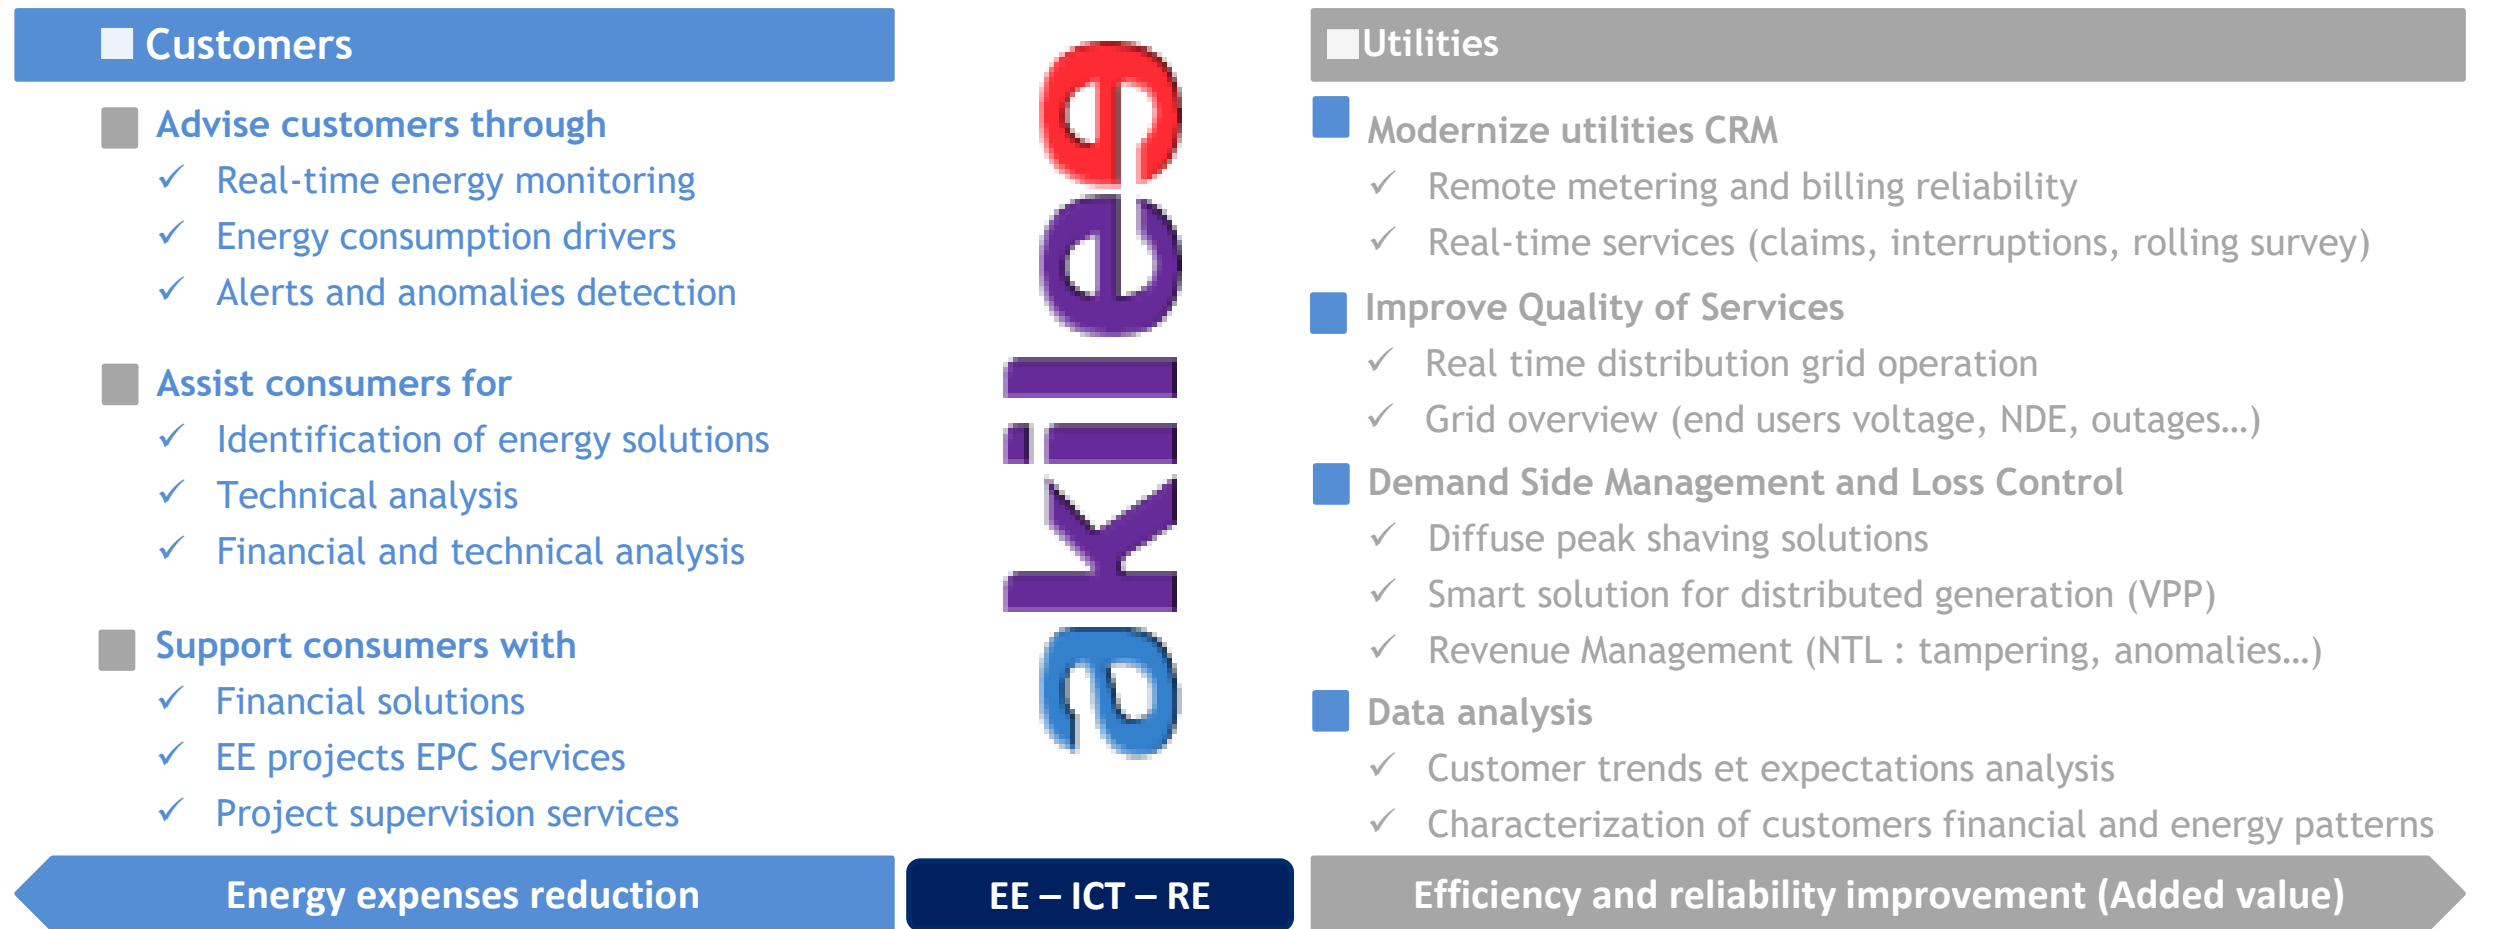 Customers
Advise customers through
Real-time energy monitoring
Energy consumption drivers
Alerts and anomalies detection
Assist consumers for
Identification of energy solutions
Technical analysis
Financial and technical analysis
Support consumers with
Financial solutions
EE projects EPC Services
Project supervision services
Energy expenses reduction
akilee
EE – ICT – RE
Utilities
Modernize utilities CRM
Remote metering and billing reliability
Real-time services (claims, interruptions, rolling survey)
Improve Quality of Services
Real time distribution grid operation
Grid overview (end users voltage, NDE, outages…)
Demand Side Management and Loss Control
Diffuse peak shaving solutions
Smart solution for distributed generation (VPP)
Revenue Management (NTL : tampering, anomalies…)
Data analysis
Customer trends et expectations analysis
Characterization of customers financial and energy patterns
Efficiency and reliability improvement (Added value)